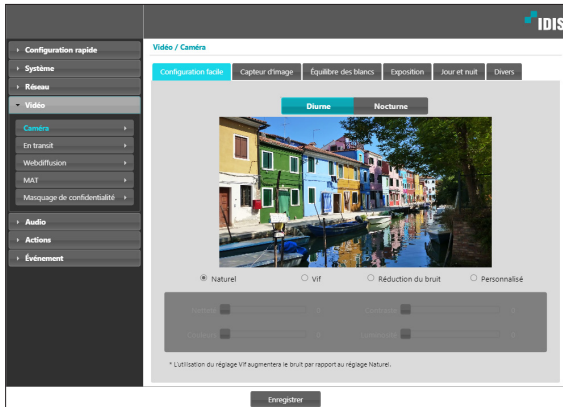 IDIS
Configuration rapide
Système
Réseau
Vidéo
Caméra
En transit
Webdiffusion
MAT
Masquage de confidentialité
Audio
Actions
Événement
Vidéo / Caméra
Configuration facile Capteur d'image Équilibre des blancs Exposition Jour et nuit Divers
Diurne Nocturne
Naturel Vif Réduction du bruit Personnalisé
* L'utilisation du réglage Vif augmentera le bruit par rapport au réglage Naturel.
Enregistrer